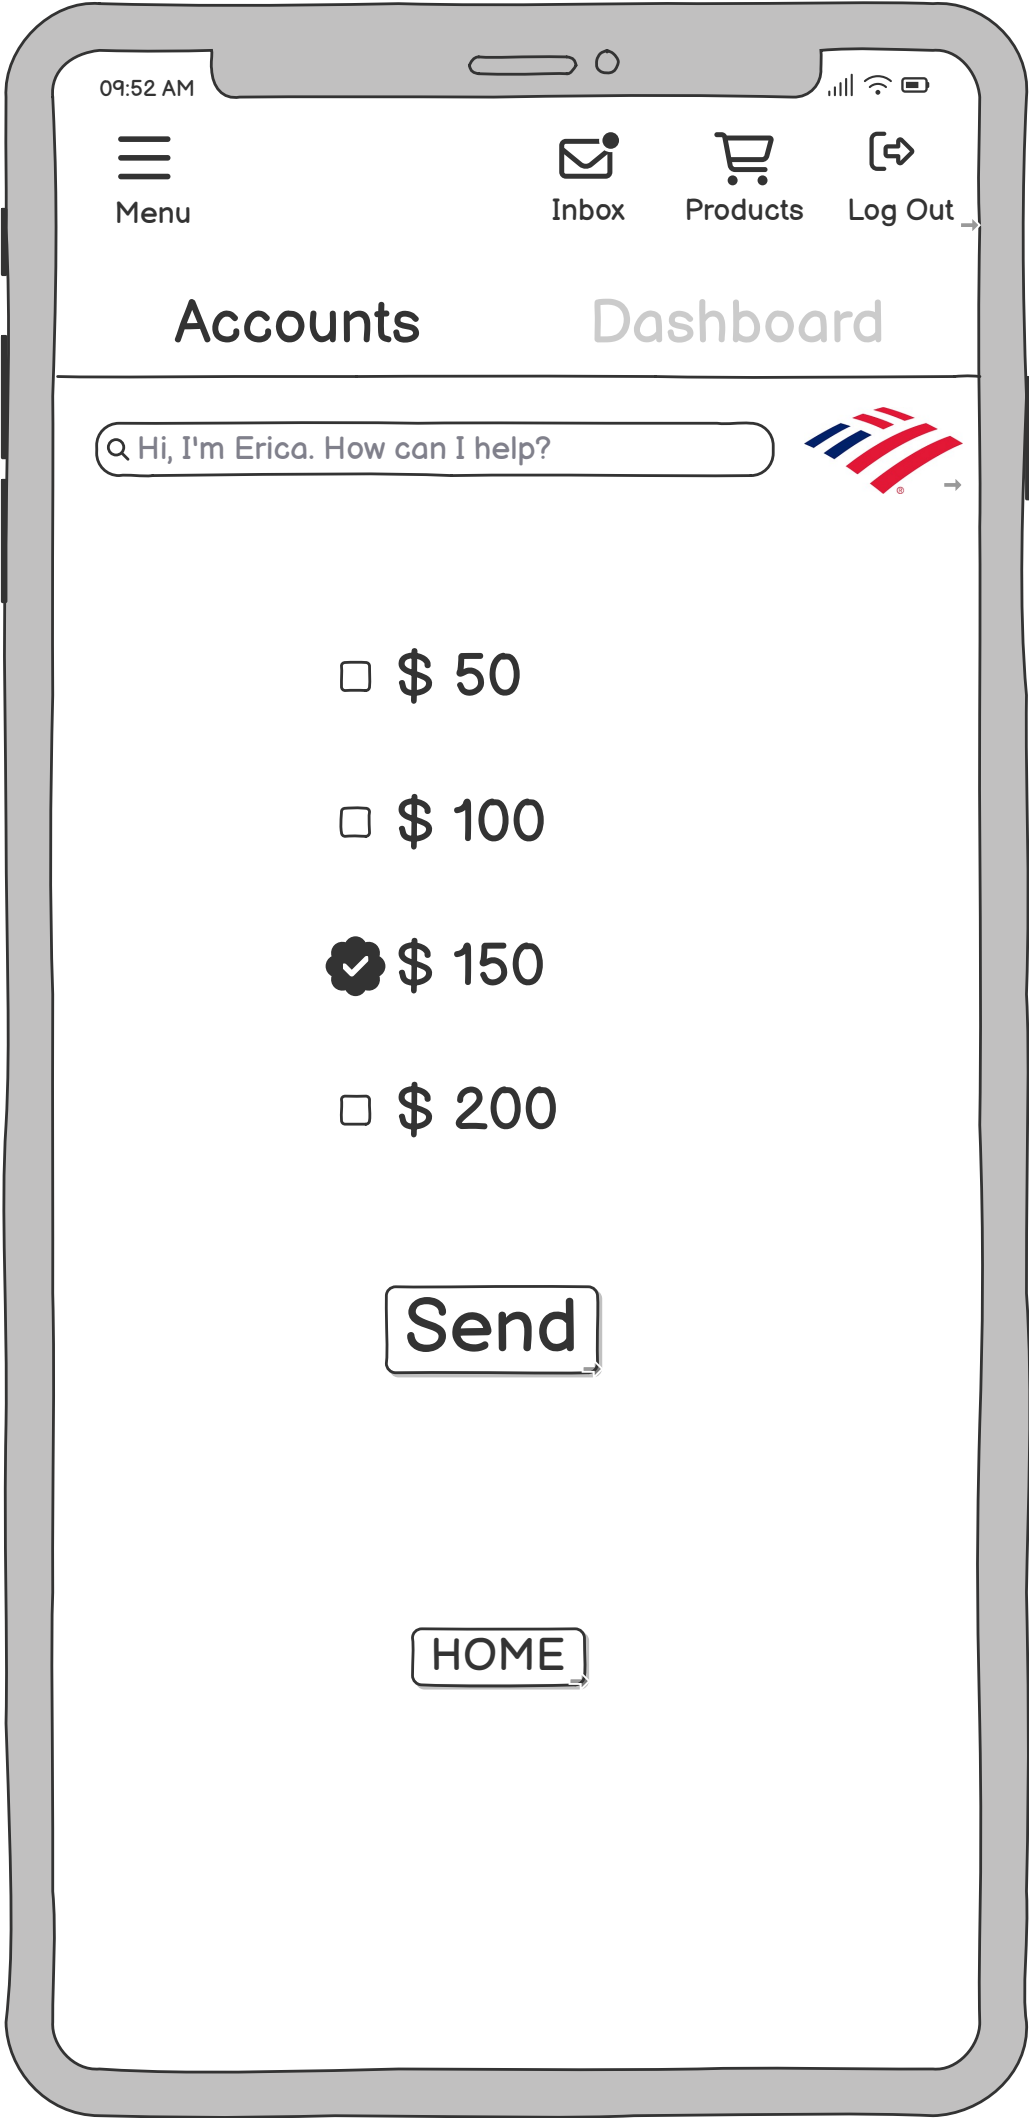 09:52 AM
Menu
Inbox
Products
Log Out
Accounts
Dashboard
Hi, I'm Erica. How can I help?
®
$ 50
$ 100
$ 150
$ 200
Send
HOME